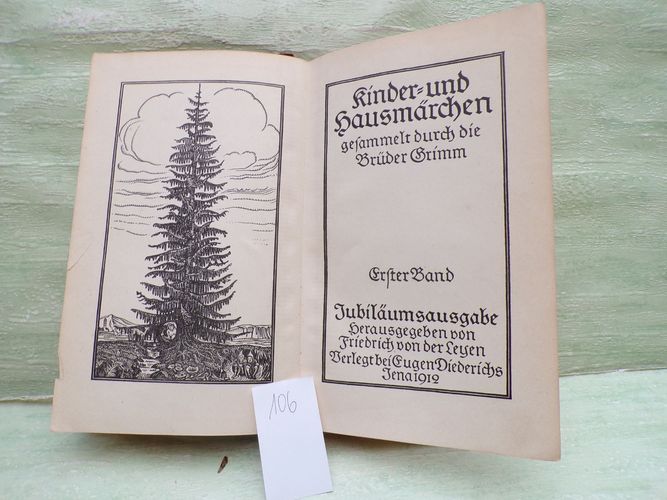 Kinder- und
Hausmärchen
gesammelt durch die
Brüder Grimm
Erster Band
Jubiläumsausgabe
Herausgegeben von
Friedrich von der Leyen
Verlegt bei Eugen Diederichs
Jena 1912
106